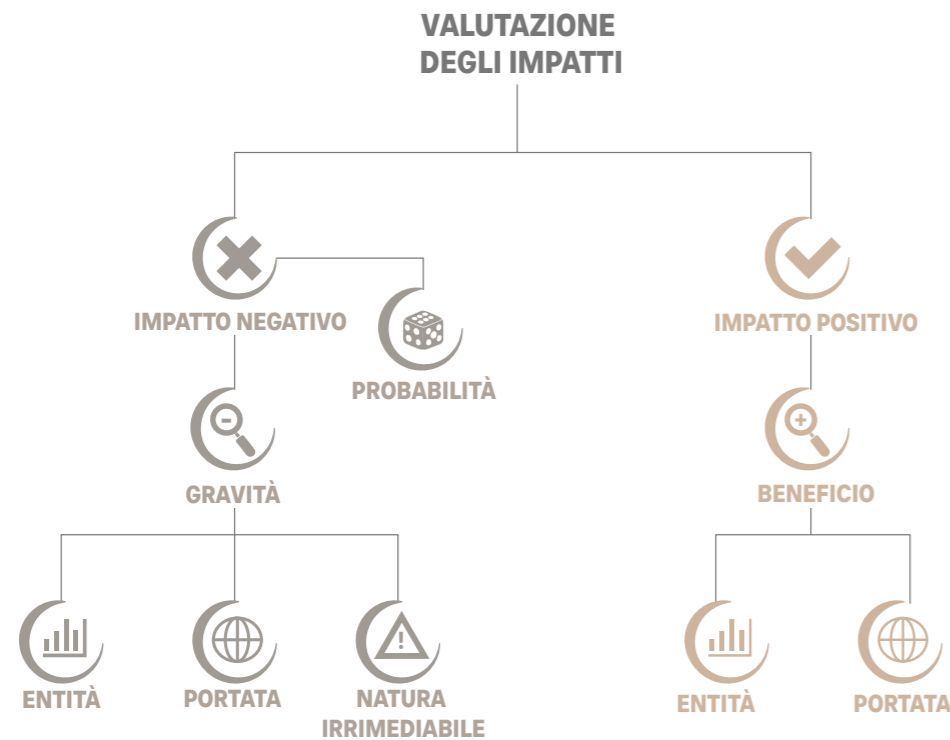 VALUTAZIONE
DEGLI IMPATTI
IMPATTO NEGATIVO
PROBABILITÀ
IMPATTO POSITIVO
GRAVITÀ
BENEFICIO
ENTITÀ
PORTATA
NATURA
IRRIMEDIABILE
ENTITÀ
PORTATA